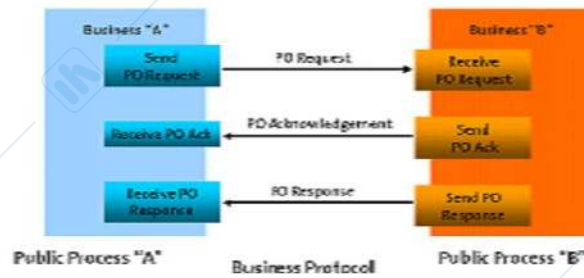 Business "A"
Business "B"
Send
PO Request
PO Request
Receive
PO Request
Receive PO Ack
PO Acknowledgement
Send
PO Ack
Receive PO
Response
PO Response
Send PO
Response
Public Process "A"
Business Protocol
Public Process "B"